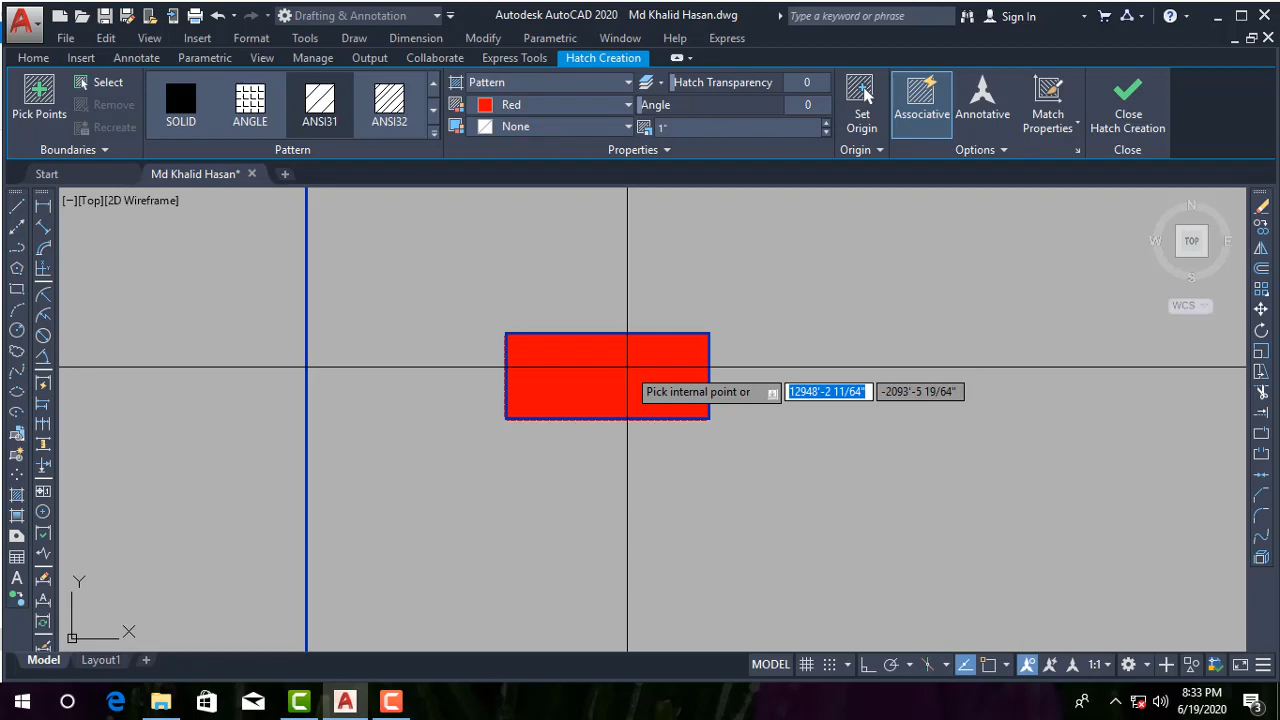 A
Drafting & Annotation
Autodesk AutoCAD 2020 Md Khalid Hasan.dwg
Type a keyword or phrase
Sign In
File Edit View Insert Format Tools Draw Dimension Modify Parametric Window Help Express
Home Insert Annotate Parametric View Manage Output Collaborate Express Tools Hatch Creation
Pick Points
Select
Remove
Recreate
Boundaries
SOLID ANGLE ANSI31 ANSI32
Pattern
Pattern
Red
None
Hatch Transparency 0
Angle 0
1"
Properties
Set
Origin
Origin
Associative
Annotative
Match
Properties
Options
Close
Hatch Creation
Close
Start Md Khalid Hasan*
[−][Top][2D Wireframe]
N
W TOP E
S
WCS
Pick internal point or 12948'-2 11/64" -2093'-5 19/64"
Y
X
A
Model Layout1
MODEL 1:1
8:33 PM
6/19/2020
3